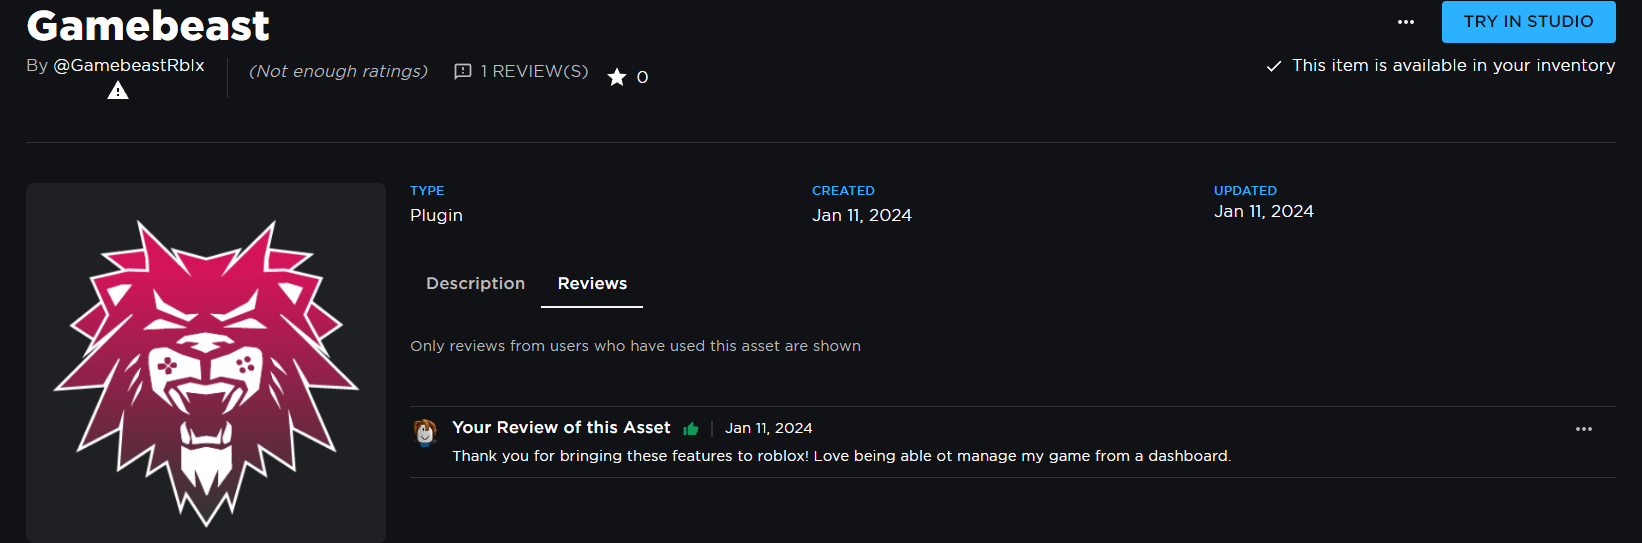 Gamebeast
TRY IN STUDIO
By @GamebeastRblx
(Not enough ratings)
1 REVIEW(S)
0
This item is available in your inventory
TYPE
Plugin
CREATED
Jan 11, 2024
UPDATED
Jan 11, 2024
Description
Reviews
Only reviews from users who have used this asset are shown
Your Review of this Asset
Jan 11, 2024
Thank you for bringing these features to roblox! Love being able ot manage my game from a dashboard.